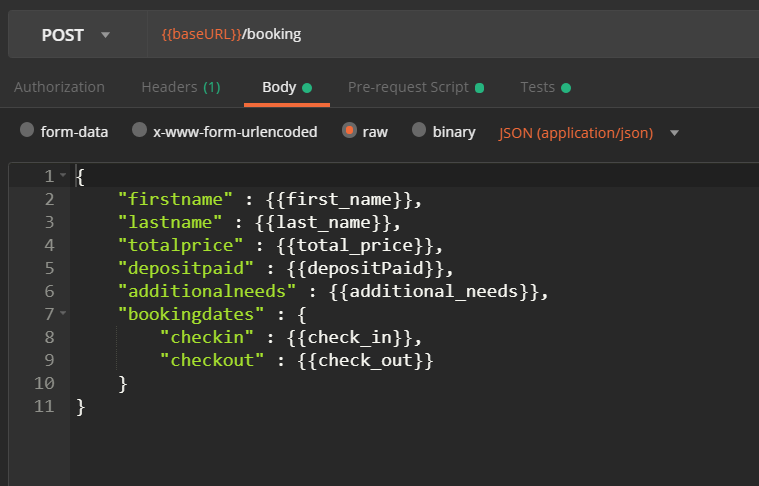 POST {{baseURL}}/booking
Authorization Headers (1) Body Pre-request Script Tests
form-data x-www-form-urlencoded raw binary JSON (application/json)
1 {
2 "firstname" : {{first_name}},
3 "lastname" : {{last_name}},
4 "totalprice" : {{total_price}},
5 "depositpaid" : {{depositPaid}},
6 "additionalneeds" : {{additional_needs}},
7 "bookingdates" : {
8 "checkin" : {{check_in}},
9 "checkout" : {{check_out}}
10 }
11 }